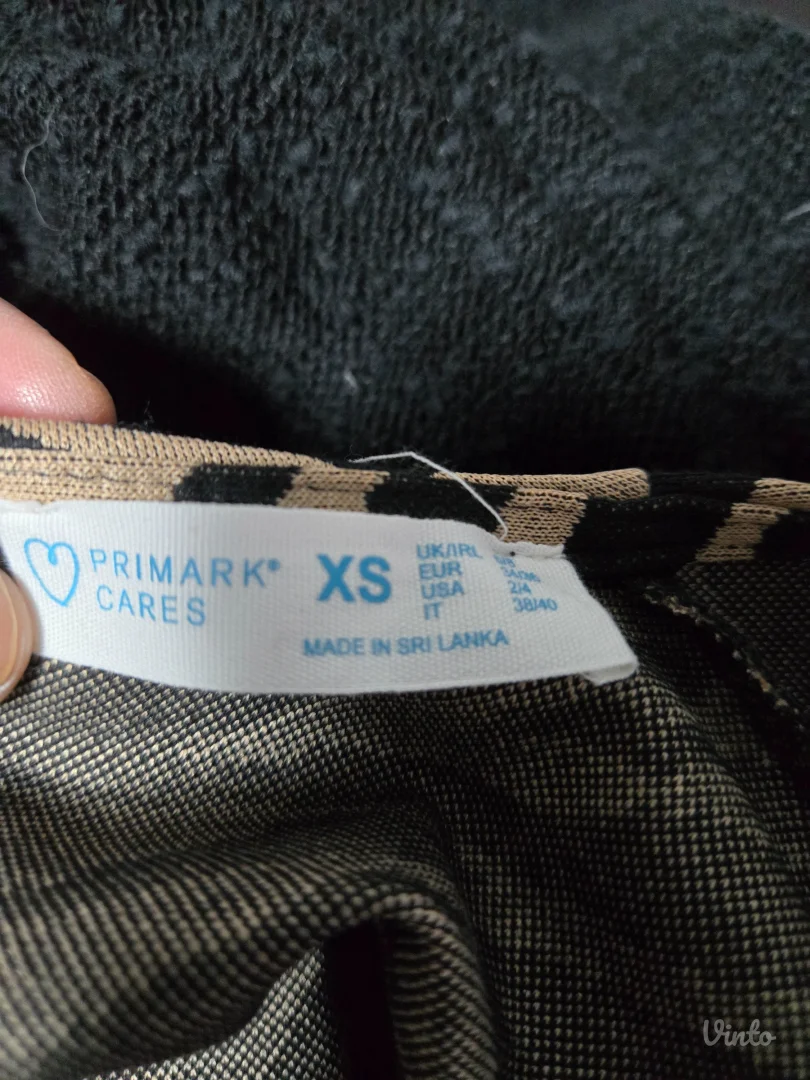 PRIMARK®
CARES
XS
UK/IRL
EUR
USA 2/4
IT 38/40
MADE IN SRI LANKA
Vinto